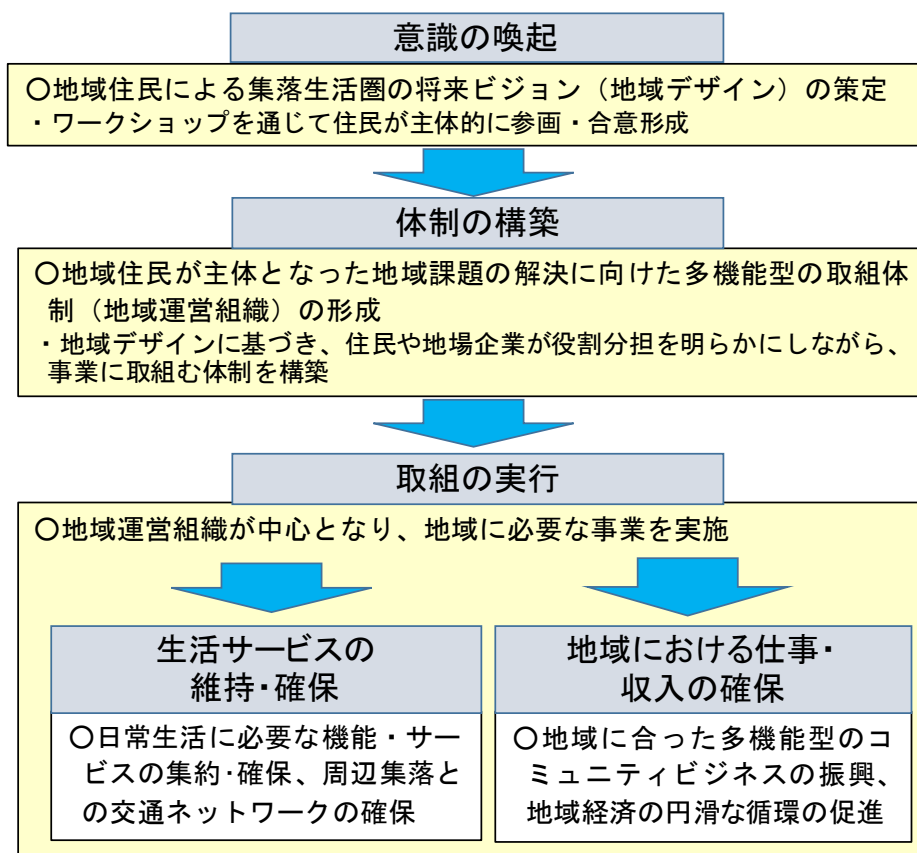 意識の喚起
〇地域住民による集落生活圏の将来ビジョン（地域デザイン）の策定
・ワークショップを通じて住民が主体的に参画・合意形成
体制の構築
〇地域住民が主体となった地域課題の解決に向けた多機能型の取組体
制（地域運営組織）の形成
・地域デザインに基づき、住民や地場企業が役割分担を明らかにしながら、
事業に取組む体制を構築
取組の実行
〇地域運営組織が中心となり、地域に必要な事業を実施
生活サービスの
維持・確保
〇日常生活に必要な機能・サー
ビスの集約・確保、周辺集落と
の交通ネットワークの確保
地域における仕事・
収入の確保
〇地域に合った多機能型のコ
ミュニティビジネスの振興、
地域経済の円滑な循環の促進